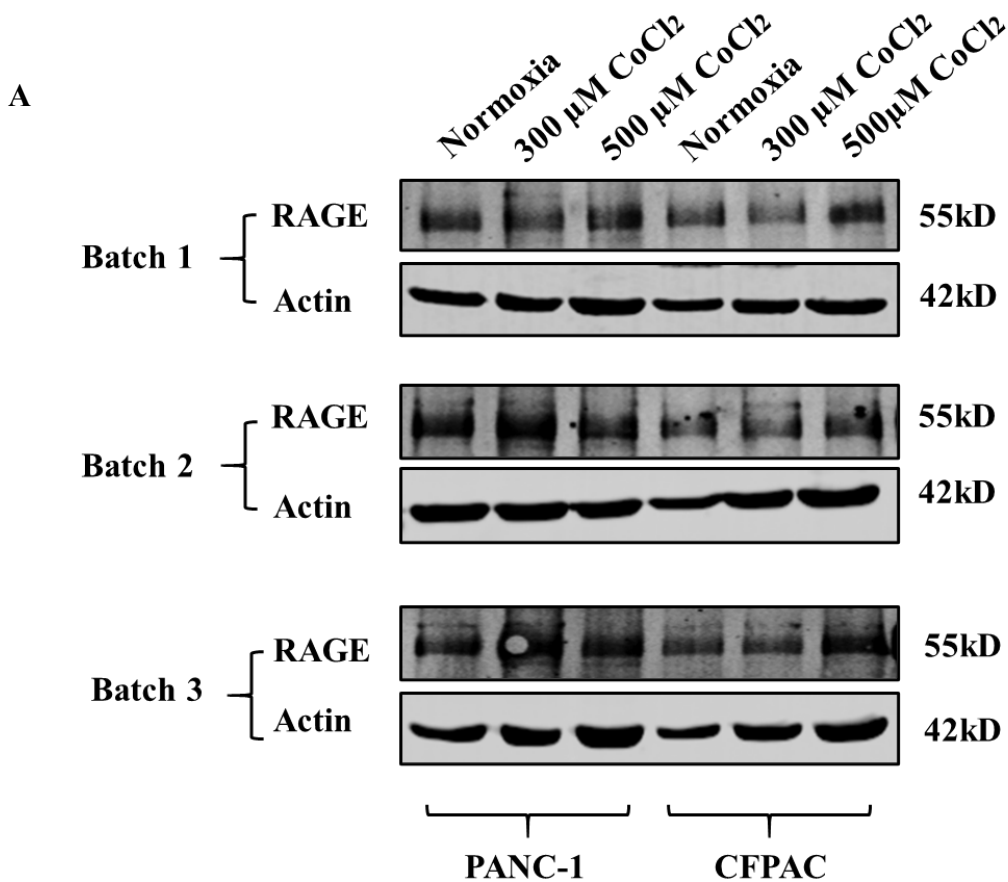 A
Normoxia
300 µM CoCl₂
500 µM CoCl₂
Normoxia
300 µM CoCl₂
500µM CoCl₂
Batch 1
RAGE
55kD
Actin
42kD
Batch 2
RAGE
55kD
Actin
42kD
Batch 3
RAGE
55kD
Actin
42kD
PANC-1
CFPAC